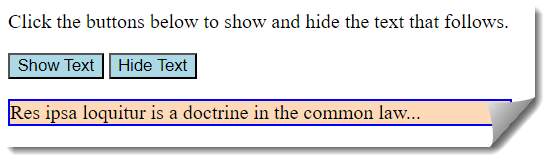 Click the buttons below to show and hide the text that follows.
Show Text Hide Text
Res ipsa loquitur is a doctrine in the common law...